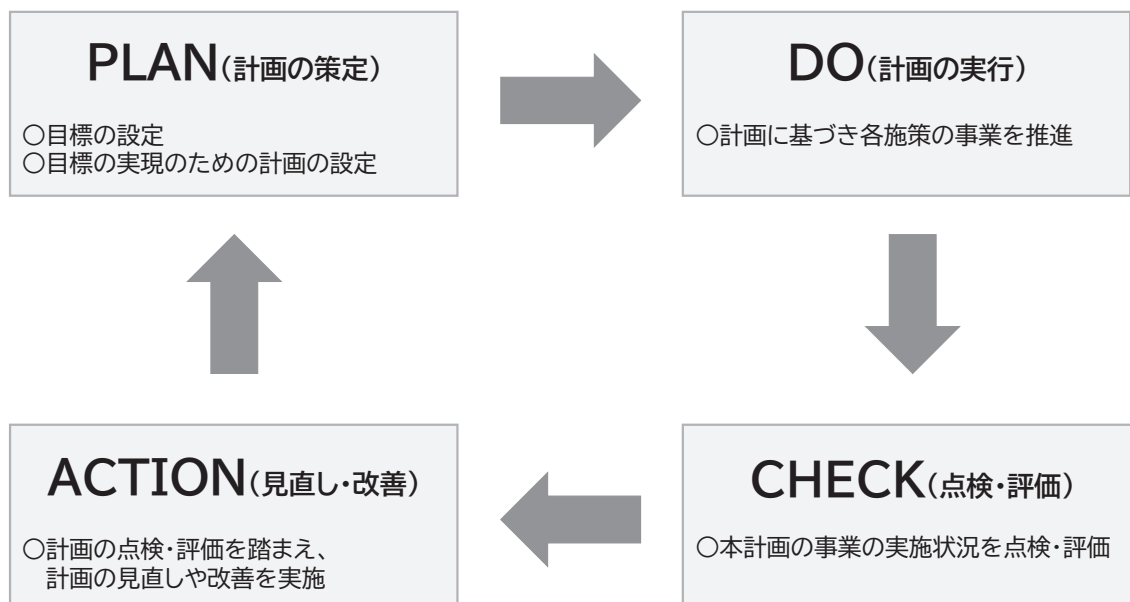 PLAN(計画の策定)
○目標の設定
○目標の実現のための計画の設定
DO(計画の実行)
○計画に基づき各施策の事業を推進
ACTION(見直し・改善)
○計画の点検・評価を踏まえ、
計画の見直しや改善を実施
CHECK(点検・評価)
○本計画の事業の実施状況を点検・評価